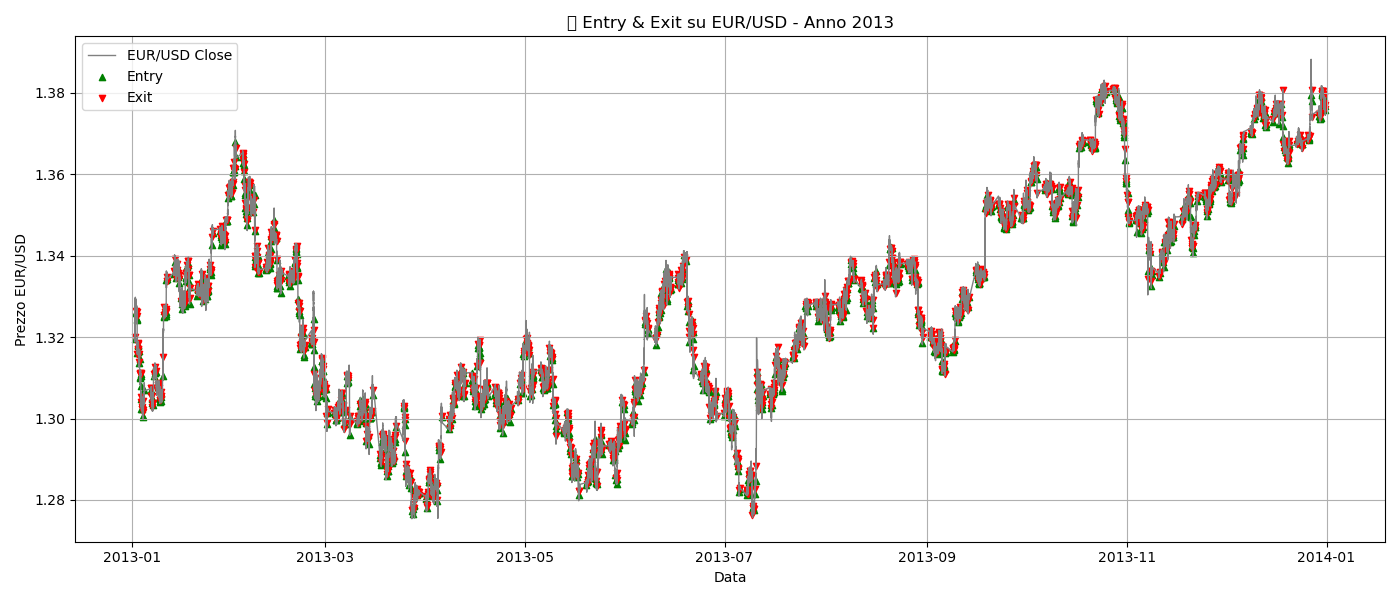 Entry & Exit su EUR/USD - Anno 2013
EUR/USD Close
Entry
Exit
Prezzo EUR/USD
1.38
1.36
1.34
1.32
1.30
1.28
2013-01
2013-03
2013-05
2013-07
2013-09
2013-11
2014-01
Data